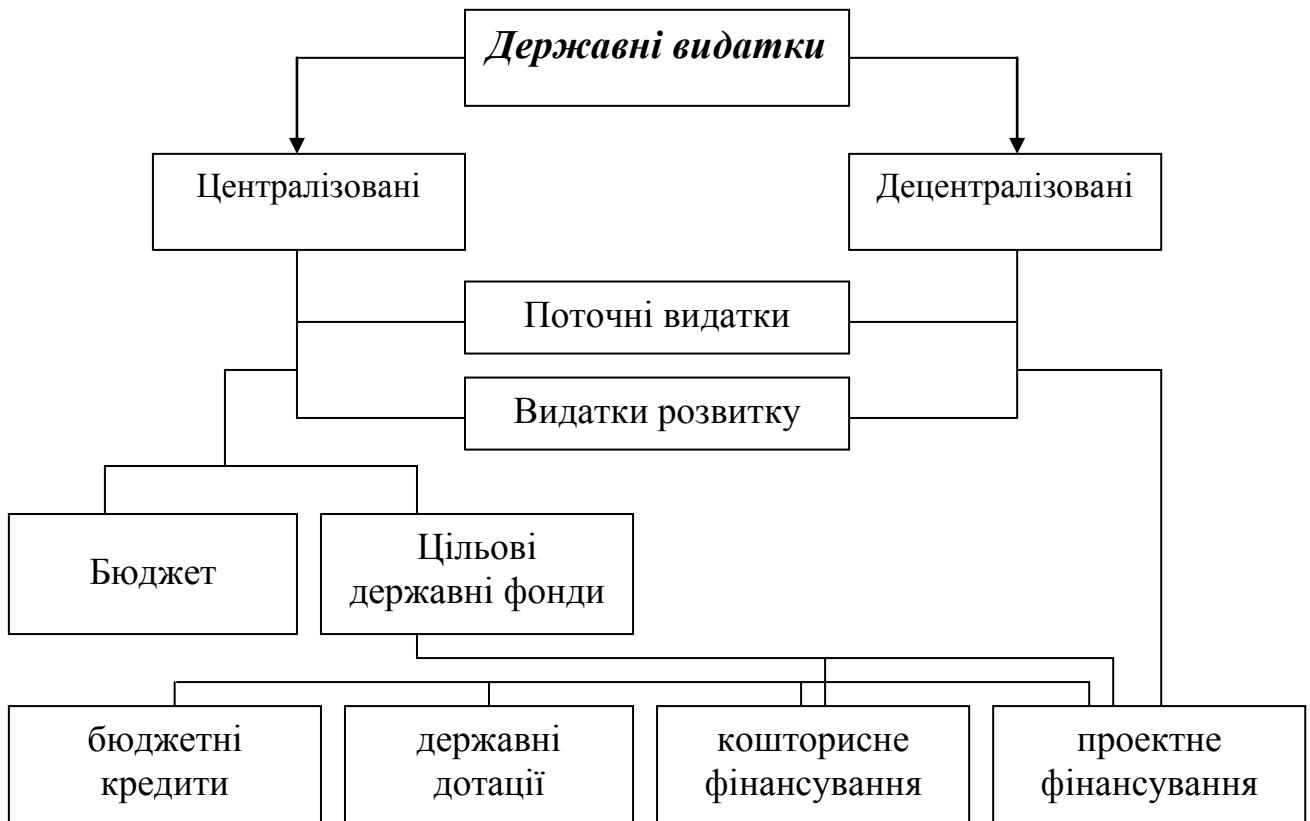 Державні видатки
Централізовані
Децентралізовані
Поточні видатки
Видатки розвитку
Бюджет
Цільові
державні фонди
бюджетні
кредити
державні
дотації
кошторисне
фінансування
проектне
фінансування